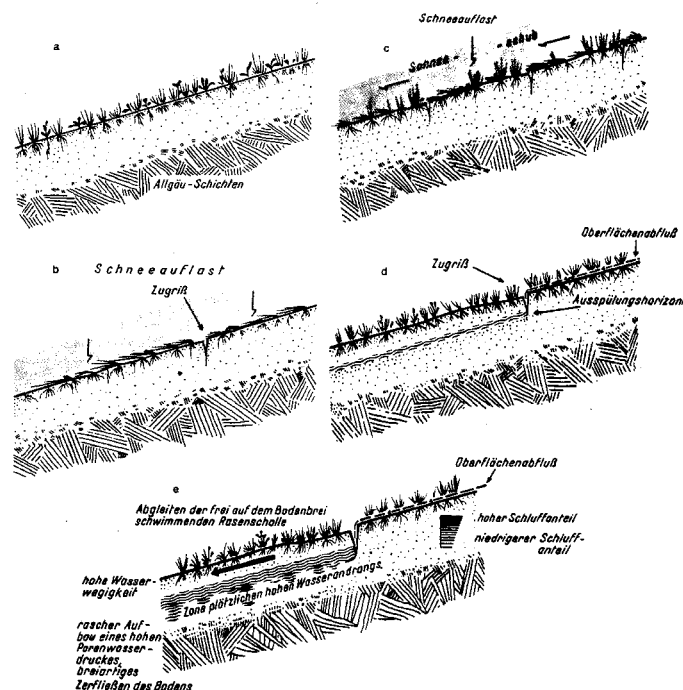 a
Allgäu-Schichten
Schneeauflast
c
Schnee-
-schub
b
Schneeauflast
Zugriß
Oberflächenabfluß
d
Zugriß
Ausspülungshorizont
e
Oberflächenabfluß
Abgleiten der frei auf dem Bodenbrei
schwimmenden Rasenscholle
hoher Schluffanteil
niedrigerer Schluff-
anteil
hohe Wasser-
wegigkeit
Zone plötzlichen hohen Wasserandrangs
rascher Auf-
bau eines hohen
Porenwasser-
druckes,
breiartiges
Zerfließen des Bodens